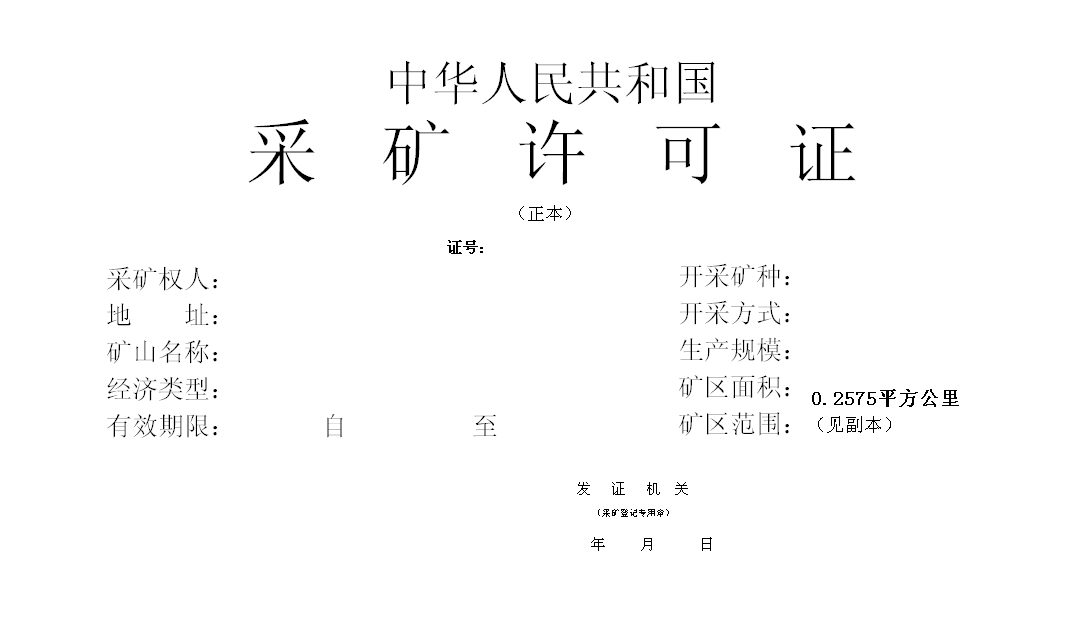 中华人民共和国
采矿许可证
（正本）
证号：
采矿权人：
地 址：
矿山名称：
经济类型：
有效期限： 自 至
开采矿种：
开采方式：
生产规模：
矿区面积： 0.2575平方公里
矿区范围：（见副本）
发 证 机 关
（采矿登记专用章）
年 月 日